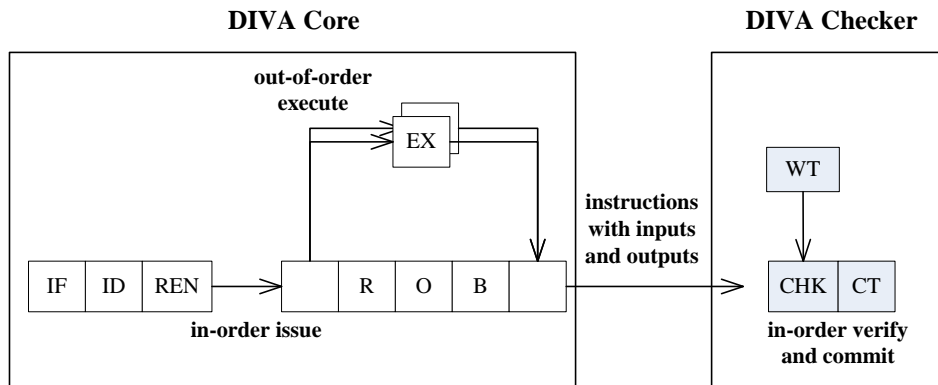 DIVA Core
DIVA Checker
out-of-order
execute
EX
WT
instructions
with inputs
and outputs
IF ID REN
R O B
CHK CT
in-order issue
in-order verify
and commit